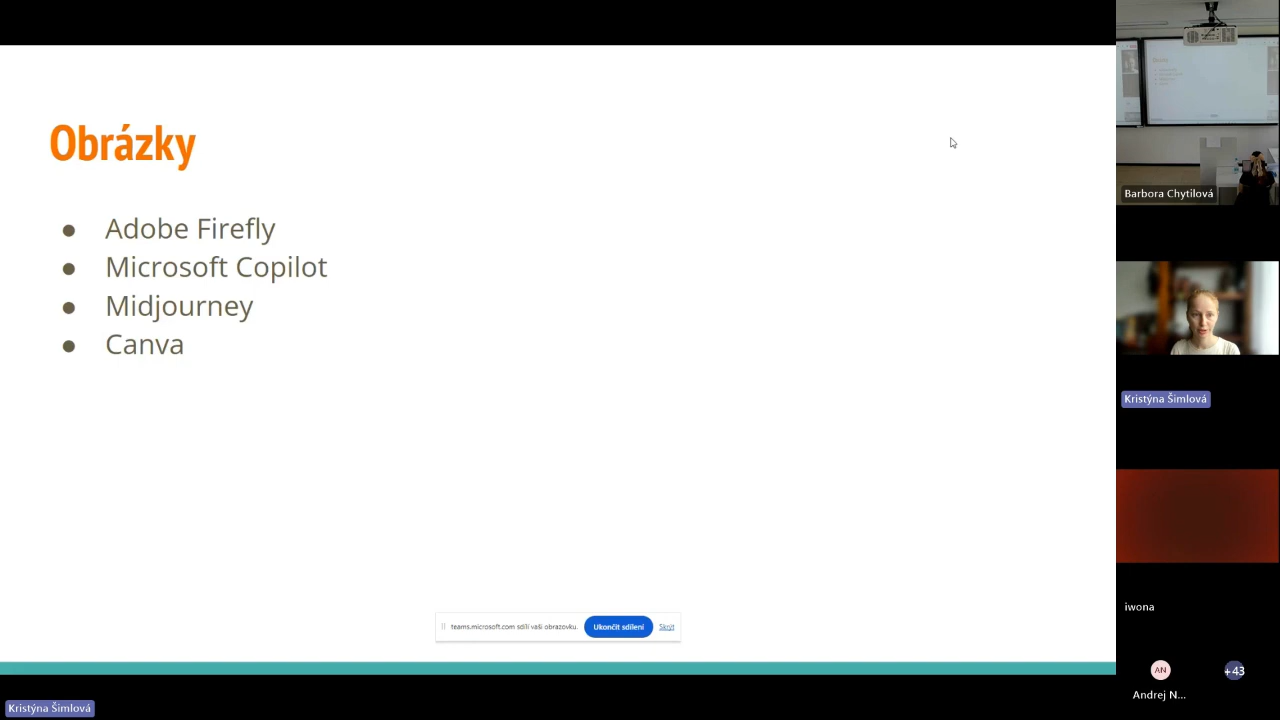 Obrázky
● Adobe Firefly
● Microsoft Copilot
● Midjourney
● Canva
teams.microsoft.com sdílí vaši obrazovku.
Ukončit sdílení
Skrýt
Kristýna Šimlová
Barbora Chytilová
Kristýna Šimlová
iwona
AN
Andrej N...
+43